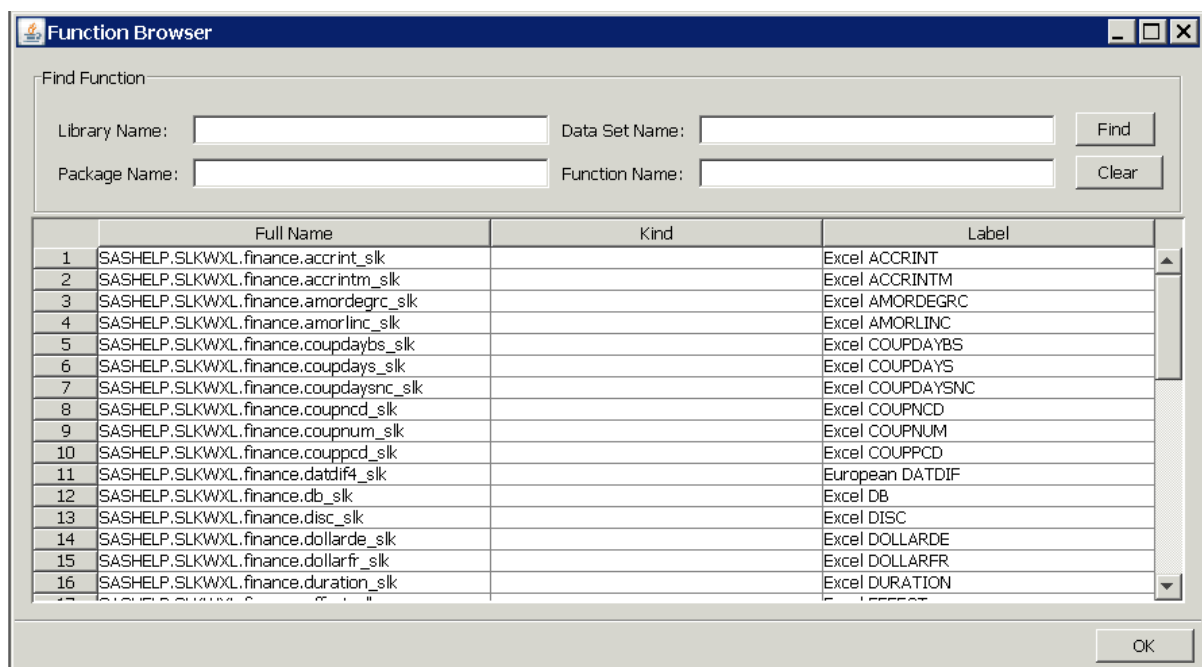 Function Browser
Find Function
Library Name: Data Set Name: Find
Package Name: Function Name: Clear
Full Name Kind Label
1 SASHELP.SLKWXL.finance.accrint_slk Excel ACCRINT
2 SASHELP.SLKWXL.finance.accrintm_slk Excel ACCRINTM
3 SASHELP.SLKWXL.finance.amordegrc_slk Excel AMORDEGRC
4 SASHELP.SLKWXL.finance.amorlinc_slk Excel AMORLINC
5 SASHELP.SLKWXL.finance.coupdaybs_slk Excel COUPDAYBS
6 SASHELP.SLKWXL.finance.coupdays_slk Excel COUPDAYS
7 SASHELP.SLKWXL.finance.coupdaysnc_slk Excel COUPDAYSNC
8 SASHELP.SLKWXL.finance.coupncd_slk Excel COUPNCD
9 SASHELP.SLKWXL.finance.coupnum_slk Excel COUPNUM
10 SASHELP.SLKWXL.finance.couppcd_slk Excel COUPPCD
11 SASHELP.SLKWXL.finance.datdif4_slk European DATDIF
12 SASHELP.SLKWXL.finance.db_slk Excel DB
13 SASHELP.SLKWXL.finance.disc_slk Excel DISC
14 SASHELP.SLKWXL.finance.dollarde_slk Excel DOLLARDE
15 SASHELP.SLKWXL.finance.dollarfr_slk Excel DOLLARFR
16 SASHELP.SLKWXL.finance.duration_slk Excel DURATION
OK